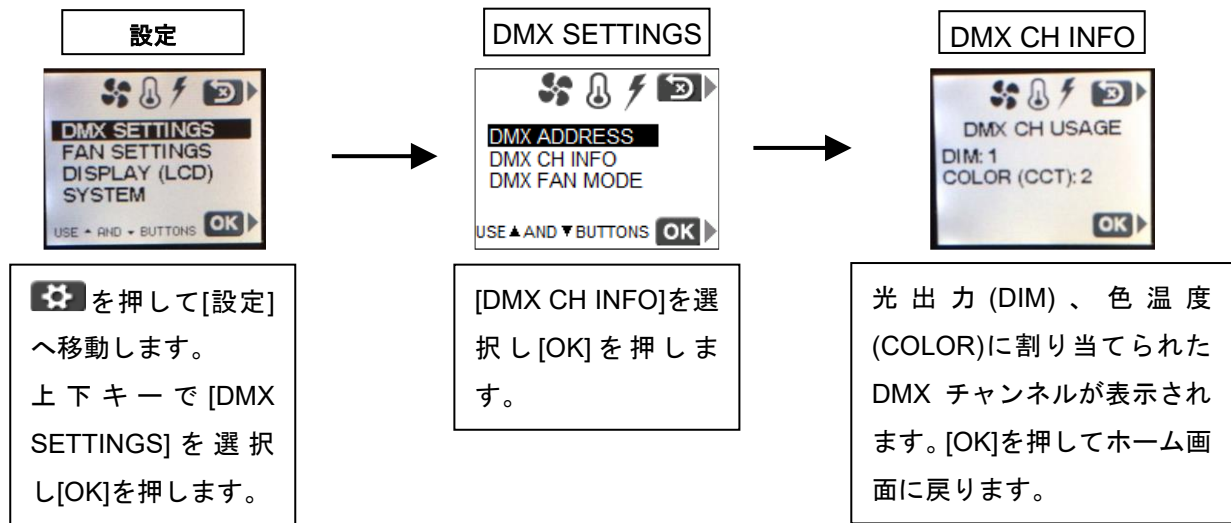 設定
DMX SETTINGS
FAN SETTINGS
DISPLAY (LCD)
SYSTEM
USE ▲ AND ▼ BUTTONS OK
を押して[設定]
へ移動します。
上下キーで[DMX
SETTINGS]を選択
し[OK]を押します。
DMX SETTINGS
DMX ADDRESS
DMX CH INFO
DMX FAN MODE
USE▲AND▼BUTTONS OK
[DMX CH INFO]を選
択し[OK]を押しま
す。
DMX CH INFO
DMX CH USAGE
DIM: 1
COLOR (CCT): 2
OK
光出力(DIM)、色温度
(COLOR)に割り当てられた
DMX チャンネルが表示され
ます。[OK]を押してホーム画
面に戻ります。